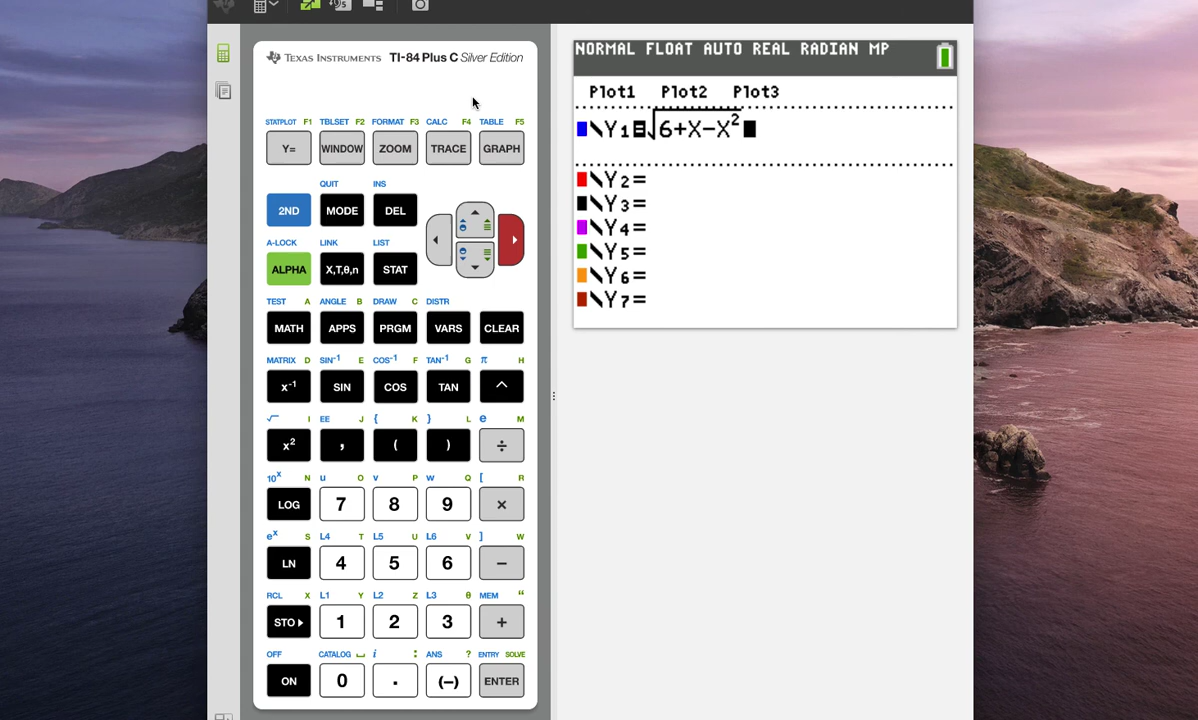 TEXAS INSTRUMENTS TI-84 Plus C Silver Edition
STATPLOT F1 TBLSET F2 FORMAT F3 CALC F4 TABLE F5
Y= WINDOW ZOOM TRACE GRAPH
QUIT INS
2ND MODE DEL
A-LOCK LINK LIST
ALPHA X,T,θ,n STAT
TEST A ANGLE B DRAW C DISTR
MATH APPS PRGM VARS CLEAR
MATRIX D SIN⁻¹ E COS⁻¹ F TAN⁻¹ G π H
x⁻¹ SIN COS TAN ^
√ I EE J { K } L e M
x² , ( ) ÷
10ˣ N u O v P w Q [ R
LOG 7 8 9 ×
eˣ S L4 T L5 U L6 V ] W
LN 4 5 6 −
RCL X L1 Y L2 Z L3 θ MEM "
STO▶ 1 2 3 +
OFF CATALOG ⎵ i : ANS ? ENTRY SOLVE
ON 0 . (−) ENTER
NORMAL FLOAT AUTO REAL RADIAN MP
Plot1 Plot2 Plot3
\Y₁=√6+X−X²
\Y₂=
\Y₃=
\Y₄=
\Y₅=
\Y₆=
\Y₇=